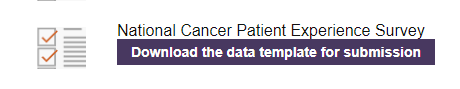 National Cancer Patient Experience Survey
Download the data template for submission